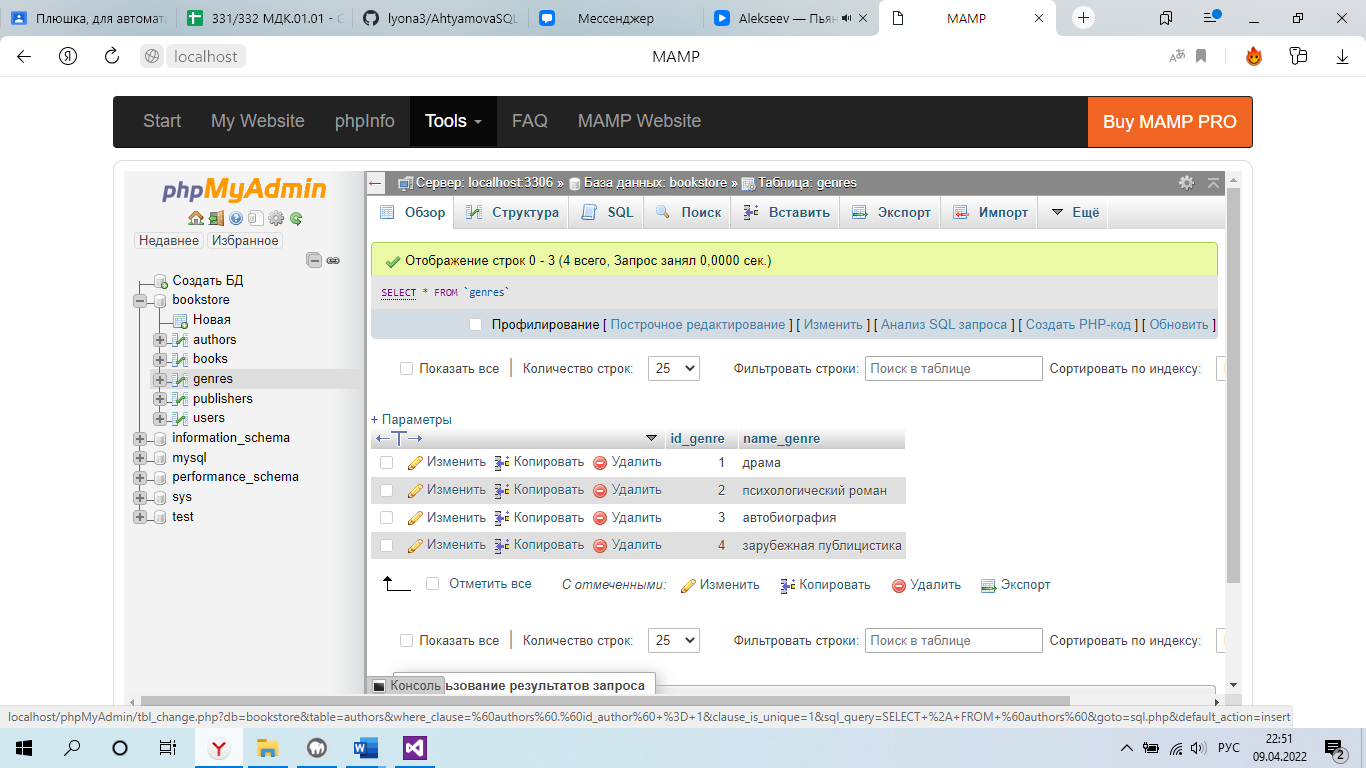 Плюшка, для автомат
331/332 МДК.01.01 - С
lyona3/AhtyamovaSQL
Мессенджер
Alekseev — Пьян
MAMP
localhost
MAMP
Start My Website phpInfo Tools FAQ MAMP Website Buy MAMP PRO
phpMyAdmin
Недавнее Избранное
Создать БД
bookstore
Новая
authors
books
genres
publishers
users
information_schema
mysql
performance_schema
sys
test
Сервер: localhost:3306 » База данных: bookstore » Таблица: genres
Обзор Структура SQL Поиск Вставить Экспорт Импорт Ещё
Отображение строк 0 - 3 (4 всего, Запрос занял 0,0000 сек.)
SELECT * FROM `genres`
Профилирование [ Построчное редактирование ] [ Изменить ] [ Анализ SQL запроса ] [ Создать PHP-код ] [ Обновить ]
Показать все Количество строк: 25 Фильтровать строки: Поиск в таблице Сортировать по индексу:
+ Параметры
←T→ id_genre name_genre
Изменить Копировать Удалить 1 драма
Изменить Копировать Удалить 2 психологический роман
Изменить Копировать Удалить 3 автобиография
Изменить Копировать Удалить 4 зарубежная публицистика
Отметить все С отмеченными: Изменить Копировать Удалить Экспорт
Показать все Количество строк: 25 Фильтровать строки: Поиск в таблице Сортировать по индексу:
Консоль ьзование результатов запроса
localhost/phpMyAdmin/tbl_change.php?db=bookstore&table=authors&where_clause=%60authors%60.%60id_author%60+%3D+1&clause_is_unique=1&sql_query=SELECT+%2A+FROM+%60authors%60&goto=sql.php&default_action=insert
РУС
22:51
09.04.2022
2